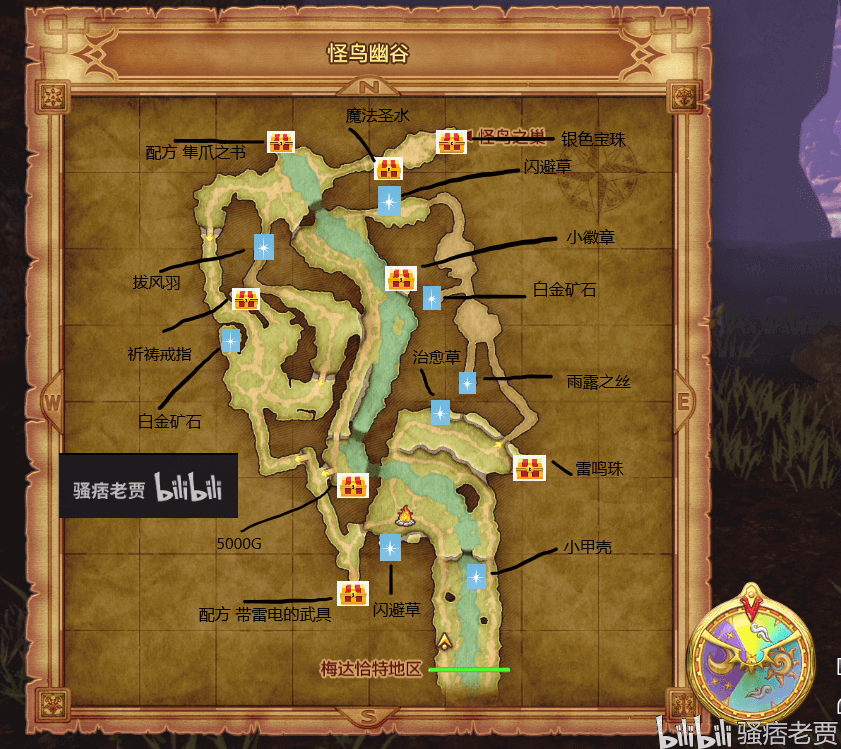 怪鸟幽谷
N
魔法圣水
配方 隼爪之书
怪鸟之巢
银色宝珠
闪避草
小徽章
拔风羽
白金矿石
祈祷戒指
治愈草
雨露之丝
W
E
白金矿石
雷鸣珠
骚痞老贾 bilibili
5000G
小甲壳
配方 带雷电的武具
闪避草
梅达恰特地区
S
bilibili 骚痞老贾